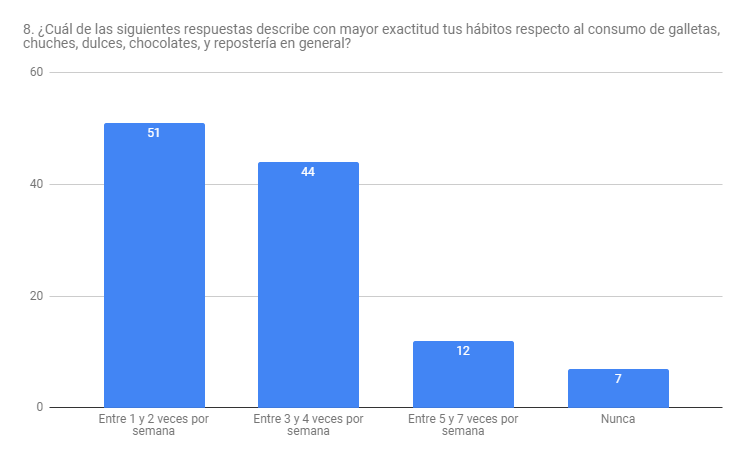 8. ¿Cuál de las siguientes respuestas describe con mayor exactitud tus hábitos respecto al consumo de galletas,
chuches, dulces, chocolates, y repostería en general?
60
40
20
0
51
44
12
7
Entre 1 y 2 veces por
semana
Entre 3 y 4 veces por
semana
Entre 5 y 7 veces por
semana
Nunca